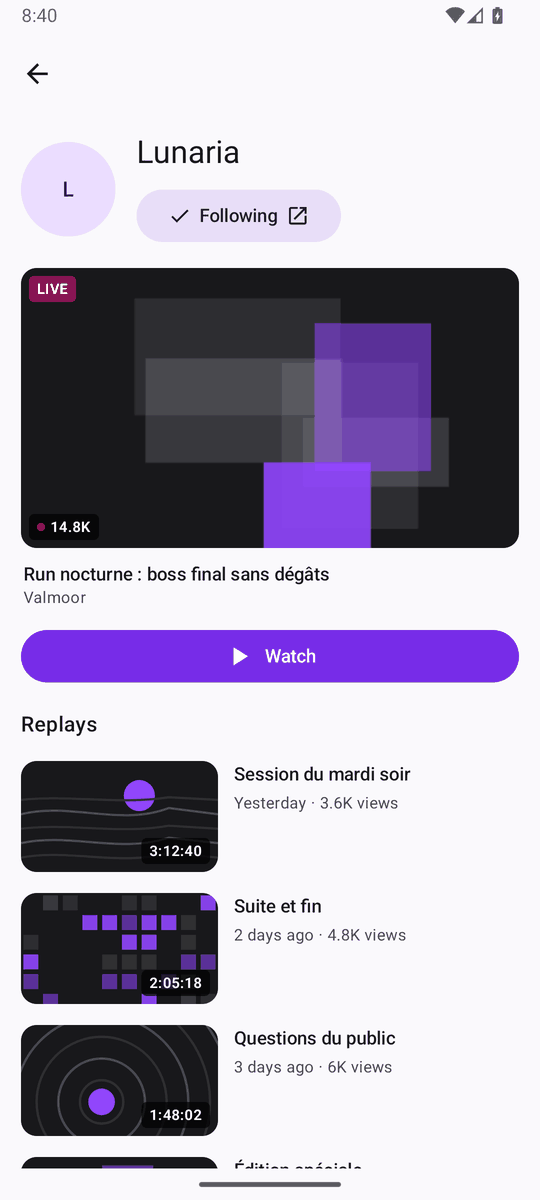 8:40
L
Lunaria
Following
LIVE
14.8K
Run nocturne : boss final sans dégâts
Valmoor
Watch
Replays
Session du mardi soir
Yesterday · 3.6K views
3:12:40
Suite et fin
2 days ago · 4.8K views
2:05:18
Questions du public
3 days ago · 6K views
1:48:02
Édition spéciale